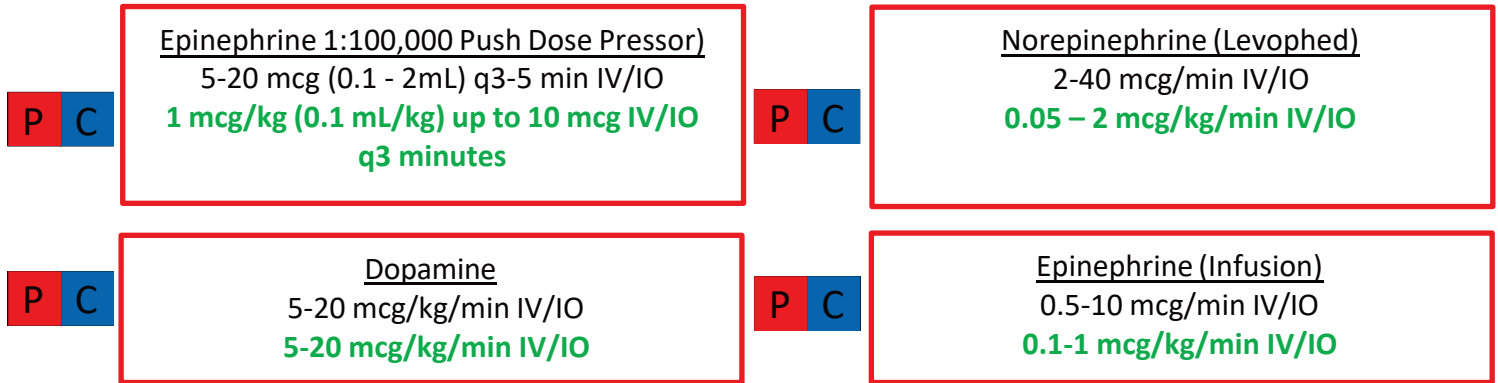 P C
Epinephrine 1:100,000 Push Dose Pressor)
5-20 mcg (0.1 - 2mL) q3-5 min IV/IO
1 mcg/kg (0.1 mL/kg) up to 10 mcg IV/IO
q3 minutes
P C
Norepinephrine (Levophed)
2-40 mcg/min IV/IO
0.05 – 2 mcg/kg/min IV/IO
P C
Dopamine
5-20 mcg/kg/min IV/IO
5-20 mcg/kg/min IV/IO
P C
Epinephrine (Infusion)
0.5-10 mcg/min IV/IO
0.1-1 mcg/kg/min IV/IO